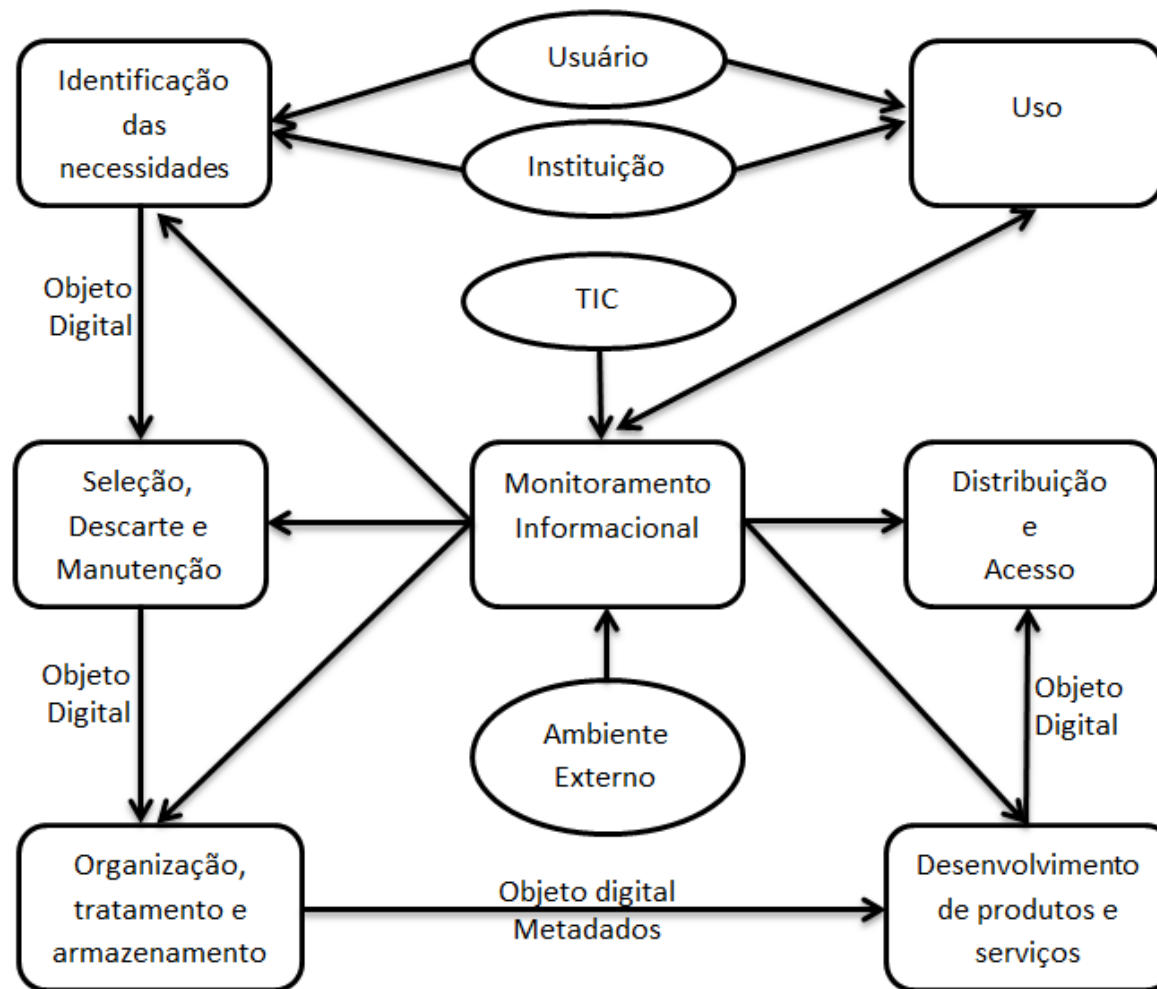 Identificação
das
necessidades
Usuário
Instituição
Uso
TIC
Objeto
Digital
Seleção,
Descarte e
Manutenção
Monitoramento
Informacional
Distribuição
e
Acesso
Objeto
Digital
Ambiente
Externo
Objeto
Digital
Organização,
tratamento e
armazenamento
Objeto digital
Metadados
Desenvolvimento
de produtos e
serviços